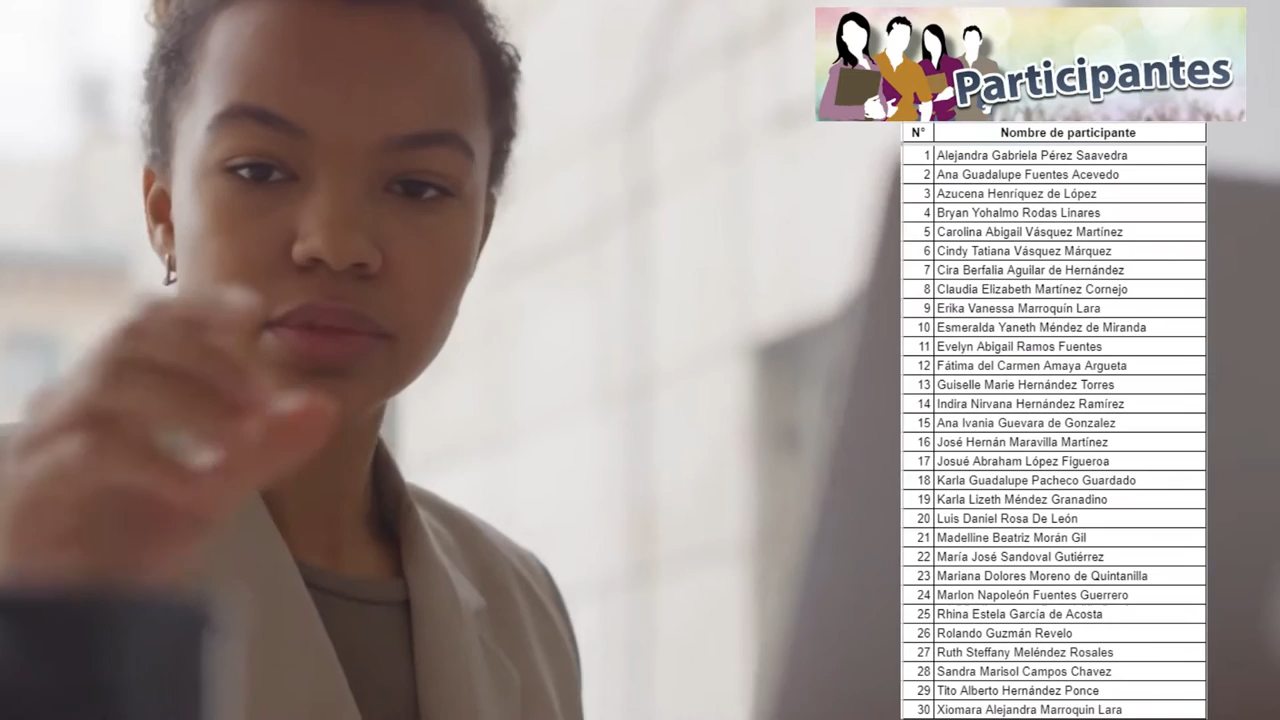 Participantes
N° Nombre de participante
1 Alejandra Gabriela Pérez Saavedra
2 Ana Guadalupe Fuentes Acevedo
3 Azucena Henríquez de López
4 Bryan Yohalmo Rodas Linares
5 Carolina Abigail Vásquez Martínez
6 Cindy Tatiana Vásquez Márquez
7 Cira Berfalia Aguilar de Hernández
8 Claudia Elizabeth Martínez Cornejo
9 Erika Vanessa Marroquín Lara
10 Esmeralda Yaneth Méndez de Miranda
11 Evelyn Abigail Ramos Fuentes
12 Fátima del Carmen Amaya Argueta
13 Guiselle Marie Hernández Torres
14 Indira Nirvana Hernández Ramírez
15 Ana Ivania Guevara de Gonzalez
16 José Hernán Maravilla Martínez
17 Josué Abraham López Figueroa
18 Karla Guadalupe Pacheco Guardado
19 Karla Lizeth Méndez Granadino
20 Luis Daniel Rosa De León
21 Madelline Beatriz Morán Gil
22 María José Sandoval Gutiérrez
23 Mariana Dolores Moreno de Quintanilla
24 Marlon Napoleón Fuentes Guerrero
25 Rhina Estela García de Acosta
26 Rolando Guzmán Revelo
27 Ruth Steffany Meléndez Rosales
28 Sandra Marisol Campos Chavez
29 Tito Alberto Hernández Ponce
30 Xiomara Alejandra Marroquin Lara